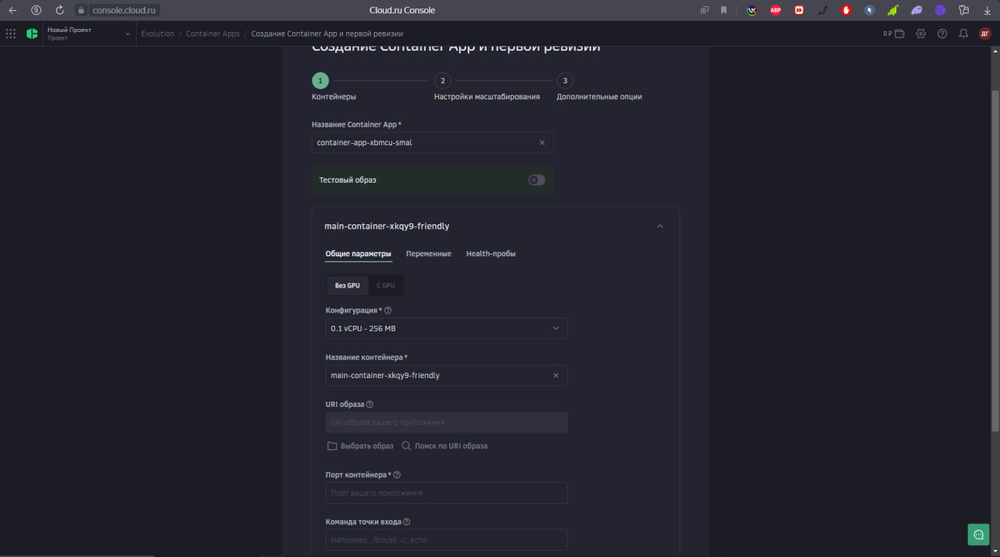 console.cloud.ru
Cloud.ru Console
ABP
Новый Проект
Проект
Evolution / Container Apps / Создание Container App и первой ревизии
0 ₽
ДГ
Создание Container App и первой ревизии
1
2
3
Контейнеры
Настройки масштабирования
Дополнительные опции
Название Container App *
container-app-xbmcu-smal
Тестовый образ
main-container-xkqy9-friendly
Общие параметры
Переменные
Health-пробы
Без GPU
С GPU
Конфигурация *
0.1 vCPU - 256 MB
Название контейнера *
main-container-xkqy9-friendly
URI образа
URI образа вашего приложения
Выбрать образ
Поиск по URI образа
Порт контейнера *
Порт вашего приложения
Команда точки входа
Например: /bin/sh -c, echo